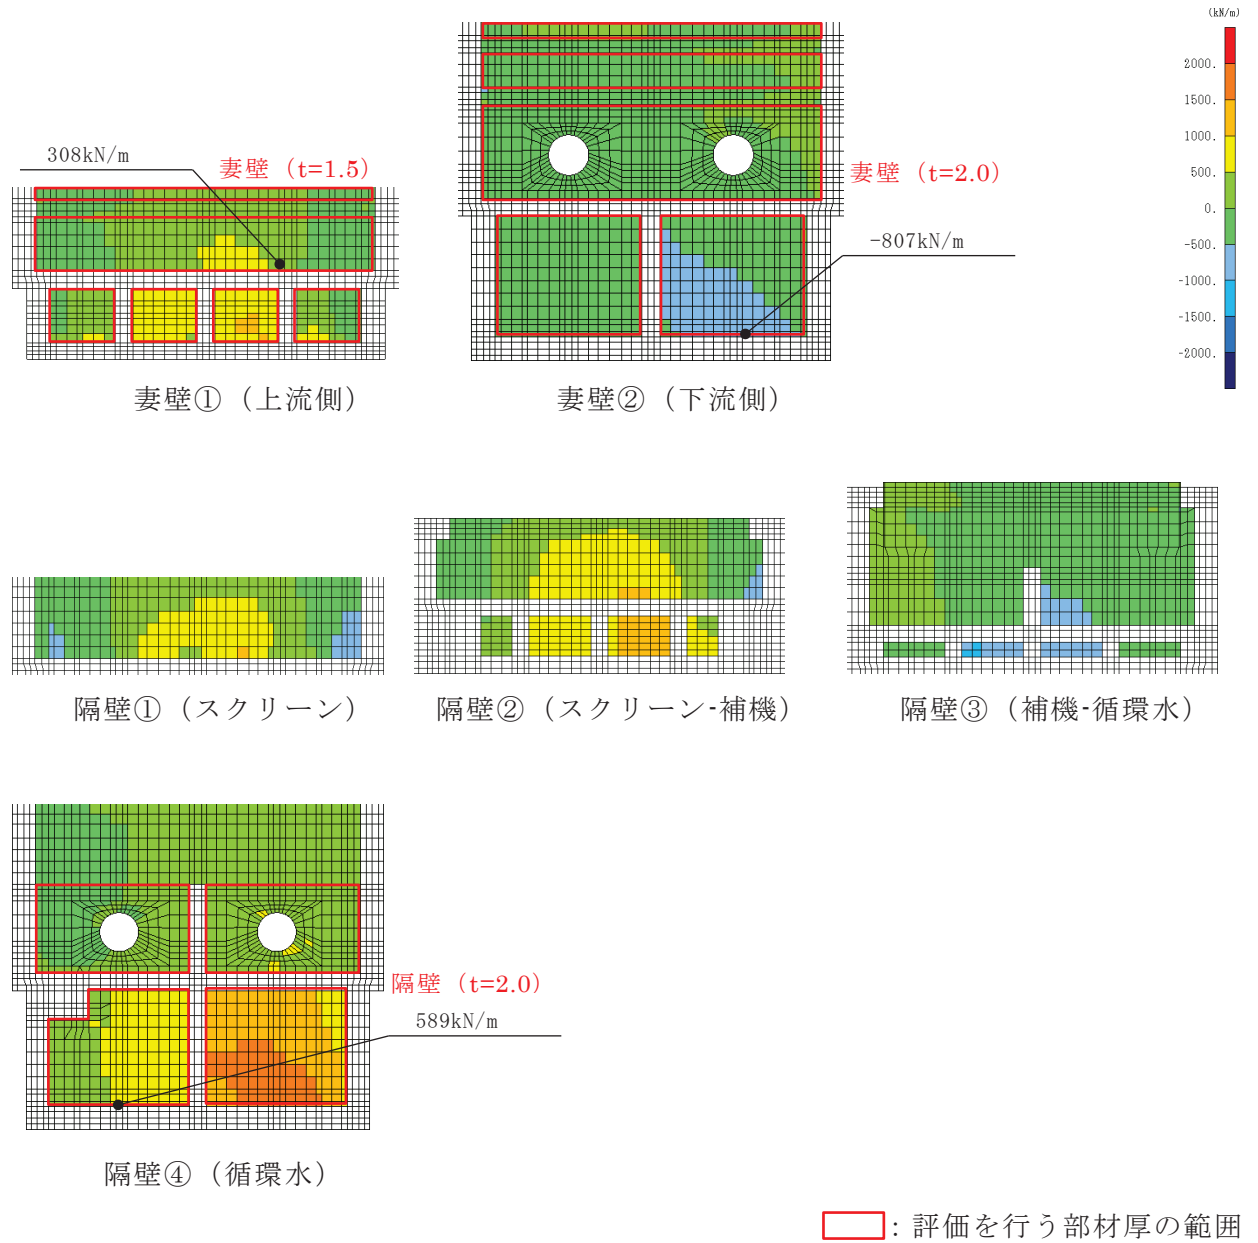 (kN/m)
2000.
1500.
1000.
500.
0.
-500.
-1000.
-1500.
-2000.
308kN/m
妻壁（t=1.5）
妻壁（t=2.0）
-807kN/m
妻壁①（上流側）
妻壁②（下流側）
隔壁①（スクリーン）
隔壁②（スクリーン-補機）
隔壁③（補機-循環水）
隔壁（t=2.0）
589kN/m
隔壁④（循環水）
：評価を行う部材厚の範囲